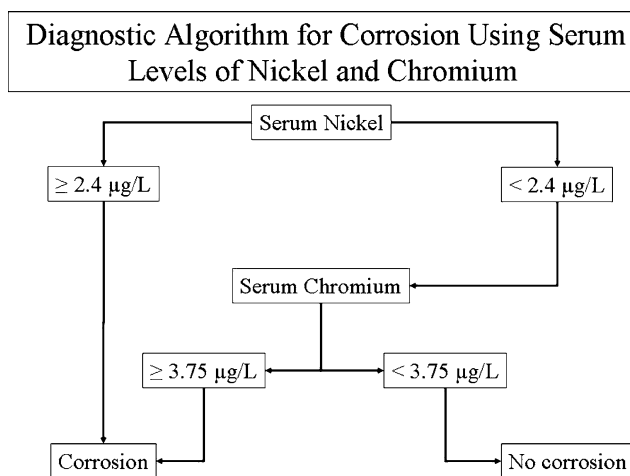 Diagnostic Algorithm for Corrosion Using Serum
Levels of Nickel and Chromium
Serum Nickel
≥ 2.4 µg/L
< 2.4 µg/L
Serum Chromium
≥ 3.75 µg/L
< 3.75 µg/L
Corrosion
No corrosion